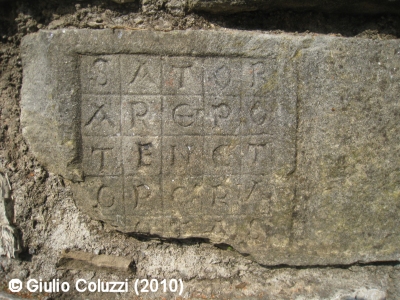 SATOR
AREPO
TENET
OPERA
© Giulio Coluzzi (2010)